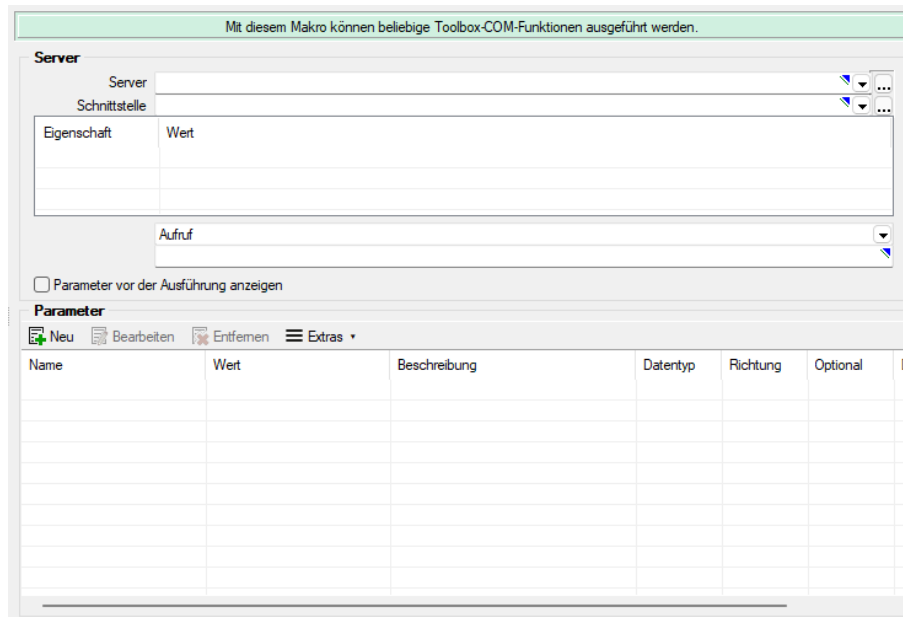 Mit diesem Makro können beliebige Toolbox-COM-Funktionen ausgeführt werden.
Server
Server
...
Schnittstelle
...
Eigenschaft Wert
Aufruf
Parameter vor der Ausführung anzeigen
Parameter
Neu Bearbeiten Entfernen Extras
Name Wert Beschreibung Datentyp Richtung Optional